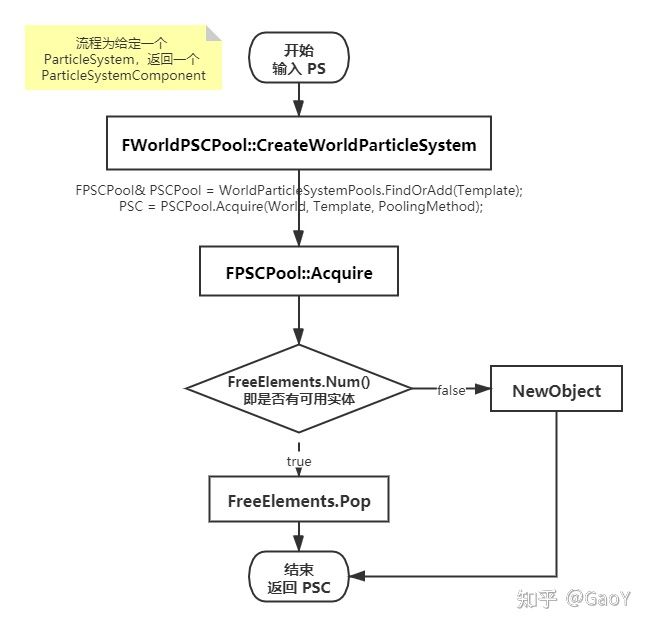 流程为给定一个
ParticleSystem，返回一个
ParticleSystemComponent
开始
输入 PS
FWorldPSCPool::CreateWorldParticleSystem
FPSCPool& PSCPool = WorldParticleSystemPools.FindOrAdd(Template);
PSC = PSCPool.Acquire(World, Template, PoolingMethod);
FPSCPool::Acquire
FreeElements.Num()
即是否有可用实体
false
NewObject
true
FreeElements.Pop
结束
返回 PSC
知乎 @GaoY